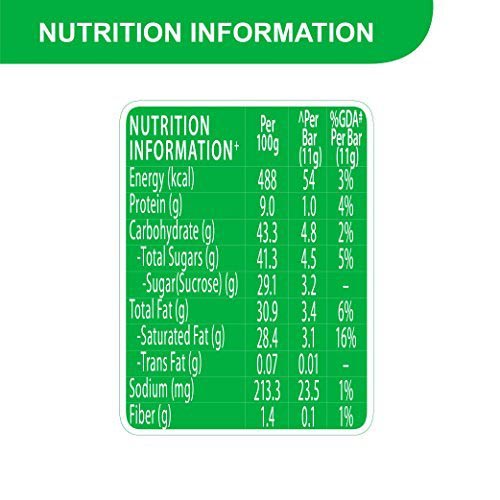 NUTRITION INFORMATION
NUTRITION INFORMATION+ Per 100g ^Per Bar (11g) %GDA# Per Bar (11g)
Energy (kcal) 488 54 3%
Protein (g) 9.0 1.0 4%
Carbohydrate (g) 43.3 4.8 2%
-Total Sugars (g) 41.3 4.5 5%
-Sugar(Sucrose) (g) 29.1 3.2 –
Total Fat (g) 30.9 3.4 6%
-Saturated Fat (g) 28.4 3.1 16%
-Trans Fat (g) 0.07 0.01 –
Sodium (mg) 213.3 23.5 1%
Fiber (g) 1.4 0.1 1%